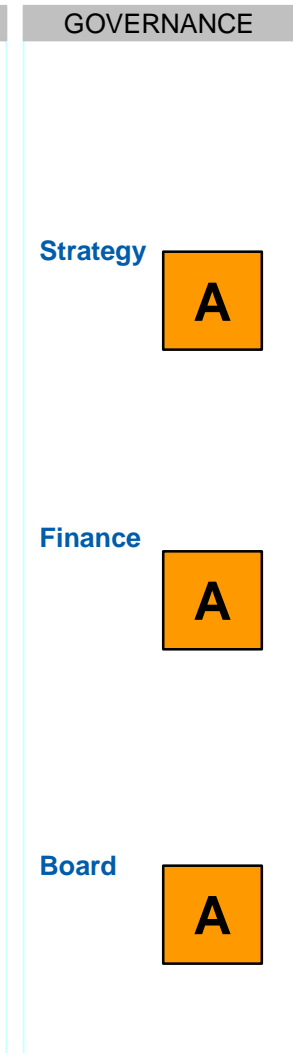 GOVERNANCE
Strategy
A
Finance
A
Board
A